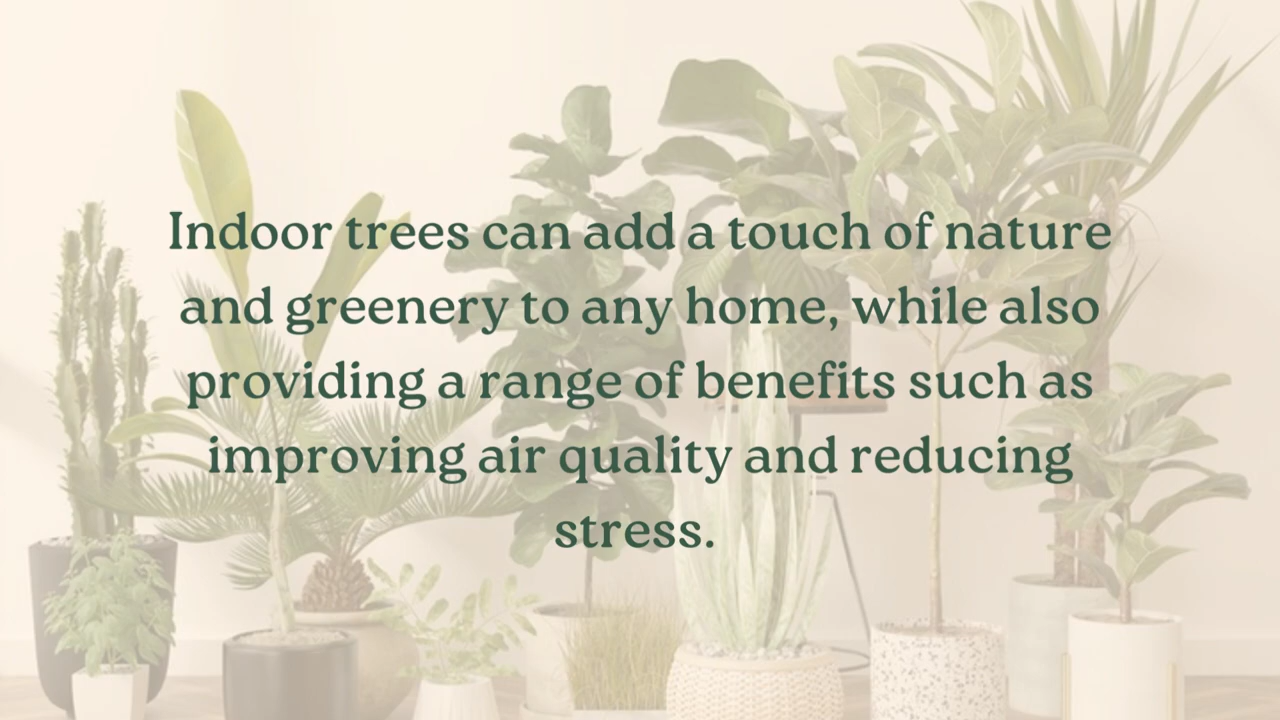 Indoor trees can add a touch of nature
and greenery to any home, while also
providing a range of benefits such as
improving air quality and reducing
stress.